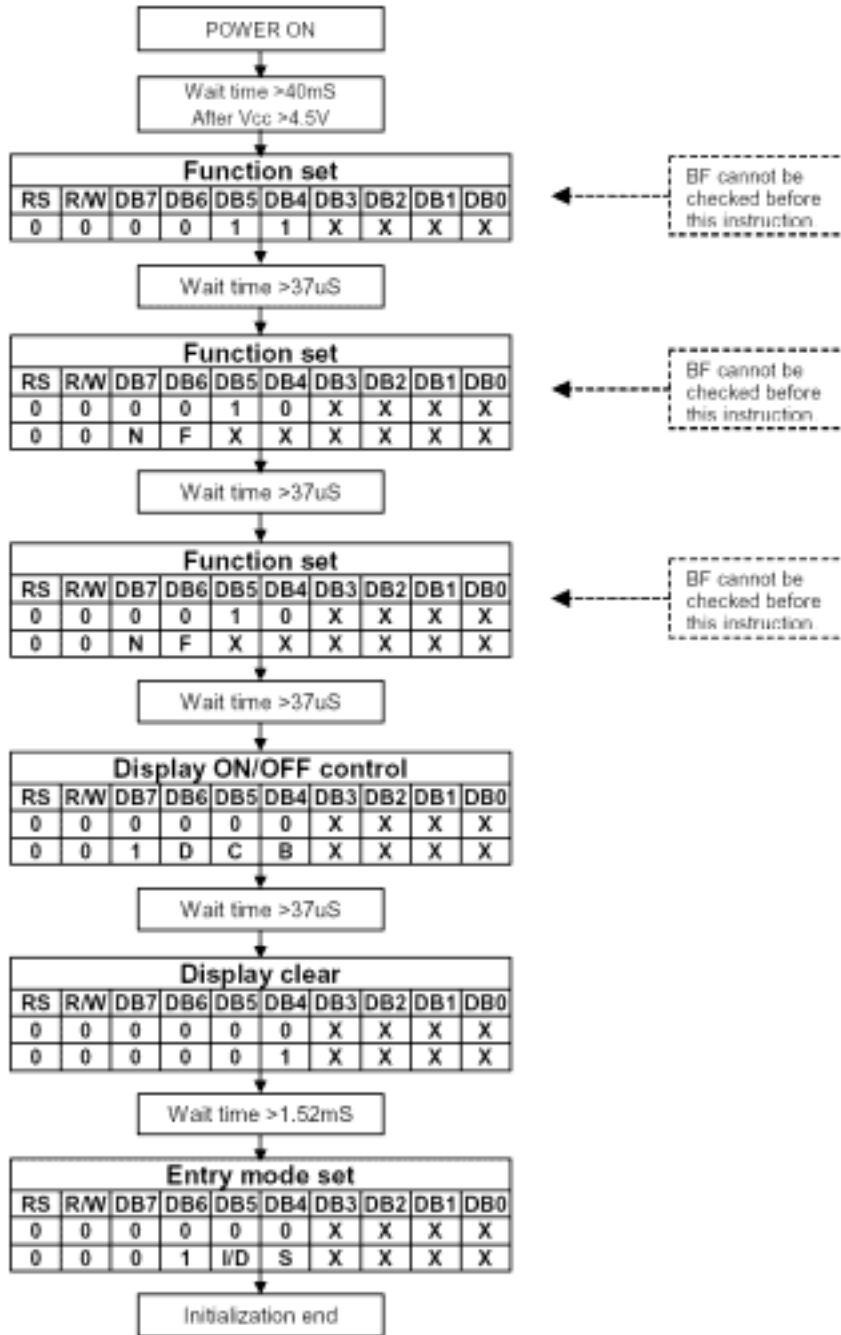 POWER ON
Wait time >40mS
After Vcc >4.5V
Function set
RS R/W DB7 DB6 DB5 DB4 DB3 DB2 DB1 DB0
0 0 0 0 1 1 X X X X
BF cannot be
checked before
this instruction.
Wait time >37uS
Function set
RS R/W DB7 DB6 DB5 DB4 DB3 DB2 DB1 DB0
0 0 0 0 1 0 X X X X
0 0 N F X X X X X X
BF cannot be
checked before
this instruction.
Wait time >37uS
Function set
RS R/W DB7 DB6 DB5 DB4 DB3 DB2 DB1 DB0
0 0 0 0 1 0 X X X X
0 0 N F X X X X X X
BF cannot be
checked before
this instruction.
Wait time >37uS
Display ON/OFF control
RS R/W DB7 DB6 DB5 DB4 DB3 DB2 DB1 DB0
0 0 0 0 0 0 X X X X
0 0 1 D C B X X X X
Wait time >37uS
Display clear
RS R/W DB7 DB6 DB5 DB4 DB3 DB2 DB1 DB0
0 0 0 0 0 0 X X X X
0 0 0 0 0 1 X X X X
Wait time >1.52mS
Entry mode set
RS R/W DB7 DB6 DB5 DB4 DB3 DB2 DB1 DB0
0 0 0 0 0 0 X X X X
0 0 0 1 I/D S X X X X
Initialization end